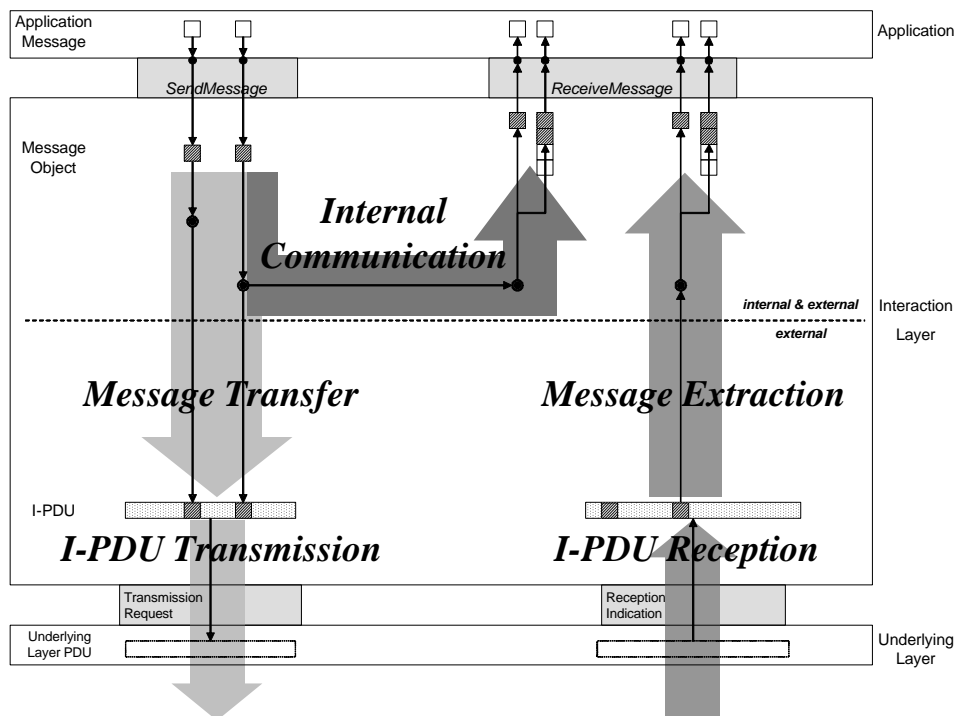 Application
Message
Application
SendMessage
ReceiveMessage
Message
Object
Internal
Communication
internal & external
external
Interaction
Layer
Message Transfer
Message Extraction
I-PDU
I-PDU Transmission
I-PDU Reception
Transmission
Request
Reception
Indication
Underlying
Layer PDU
Underlying
Layer